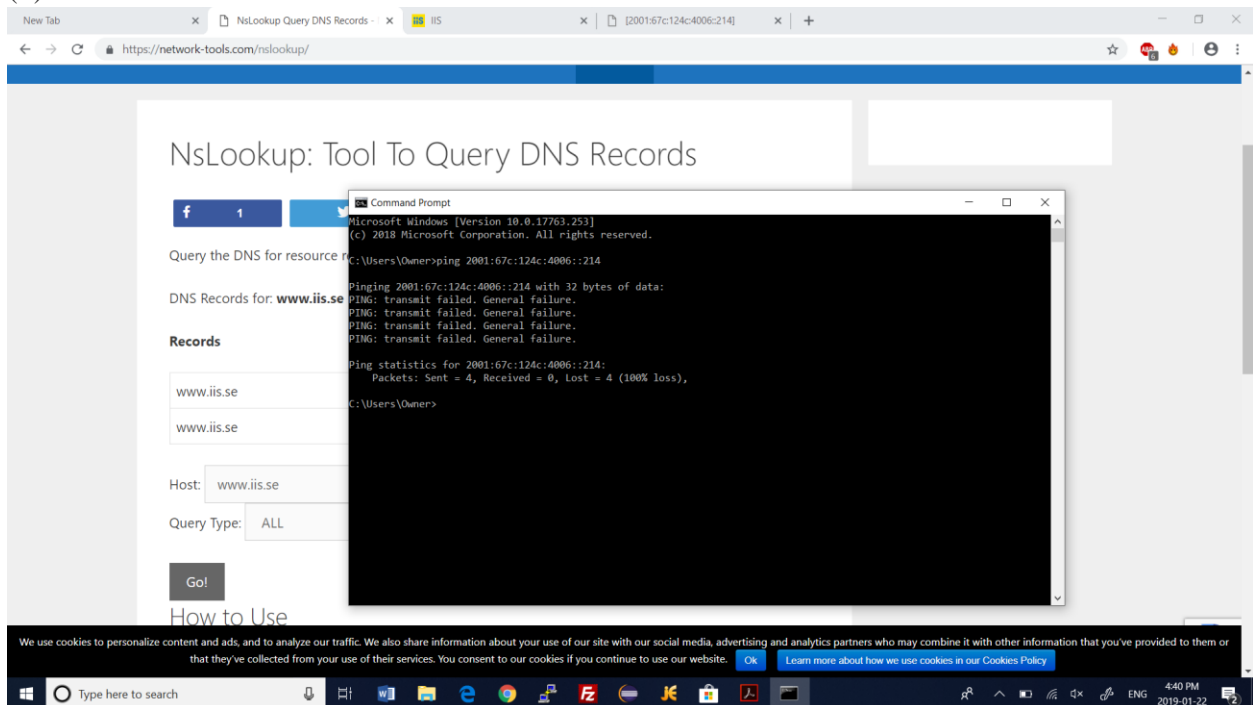 New Tab
NsLookup Query DNS Records -
iis IIS
[2001:67c:124c:4006::214]
https://network-tools.com/nslookup/
6
NsLookup: Tool To Query DNS Records
f 1
Command Prompt
Microsoft Windows [Version 10.0.17763.253]
(c) 2018 Microsoft Corporation. All rights reserved.
Query the DNS for resource r
C:\Users\Owner>ping 2001:67c:124c:4006::214
Pinging 2001:67c:124c:4006::214 with 32 bytes of data:
DNS Records for: www.iis.se
PING: transmit failed. General failure.
PING: transmit failed. General failure.
PING: transmit failed. General failure.
PING: transmit failed. General failure.
Records
Ping statistics for 2001:67c:124c:4006::214:
Packets: Sent = 4, Received = 0, Lost = 4 (100% loss),
www.iis.se
C:\Users\Owner>
www.iis.se
Host: www.iis.se
Query Type: ALL
Go!
How to Use
We use cookies to personalize content and ads, and to analyze our traffic. We also share information about your use of our site with our social media, advertising and analytics partners who may combine it with other information that you've provided to them or
that they've collected from your use of their services. You consent to our cookies if you continue to use our website. Ok Learn more about how we use cookies in our Cookies Policy
Type here to search
ENG
4:40 PM
2019-01-22
2